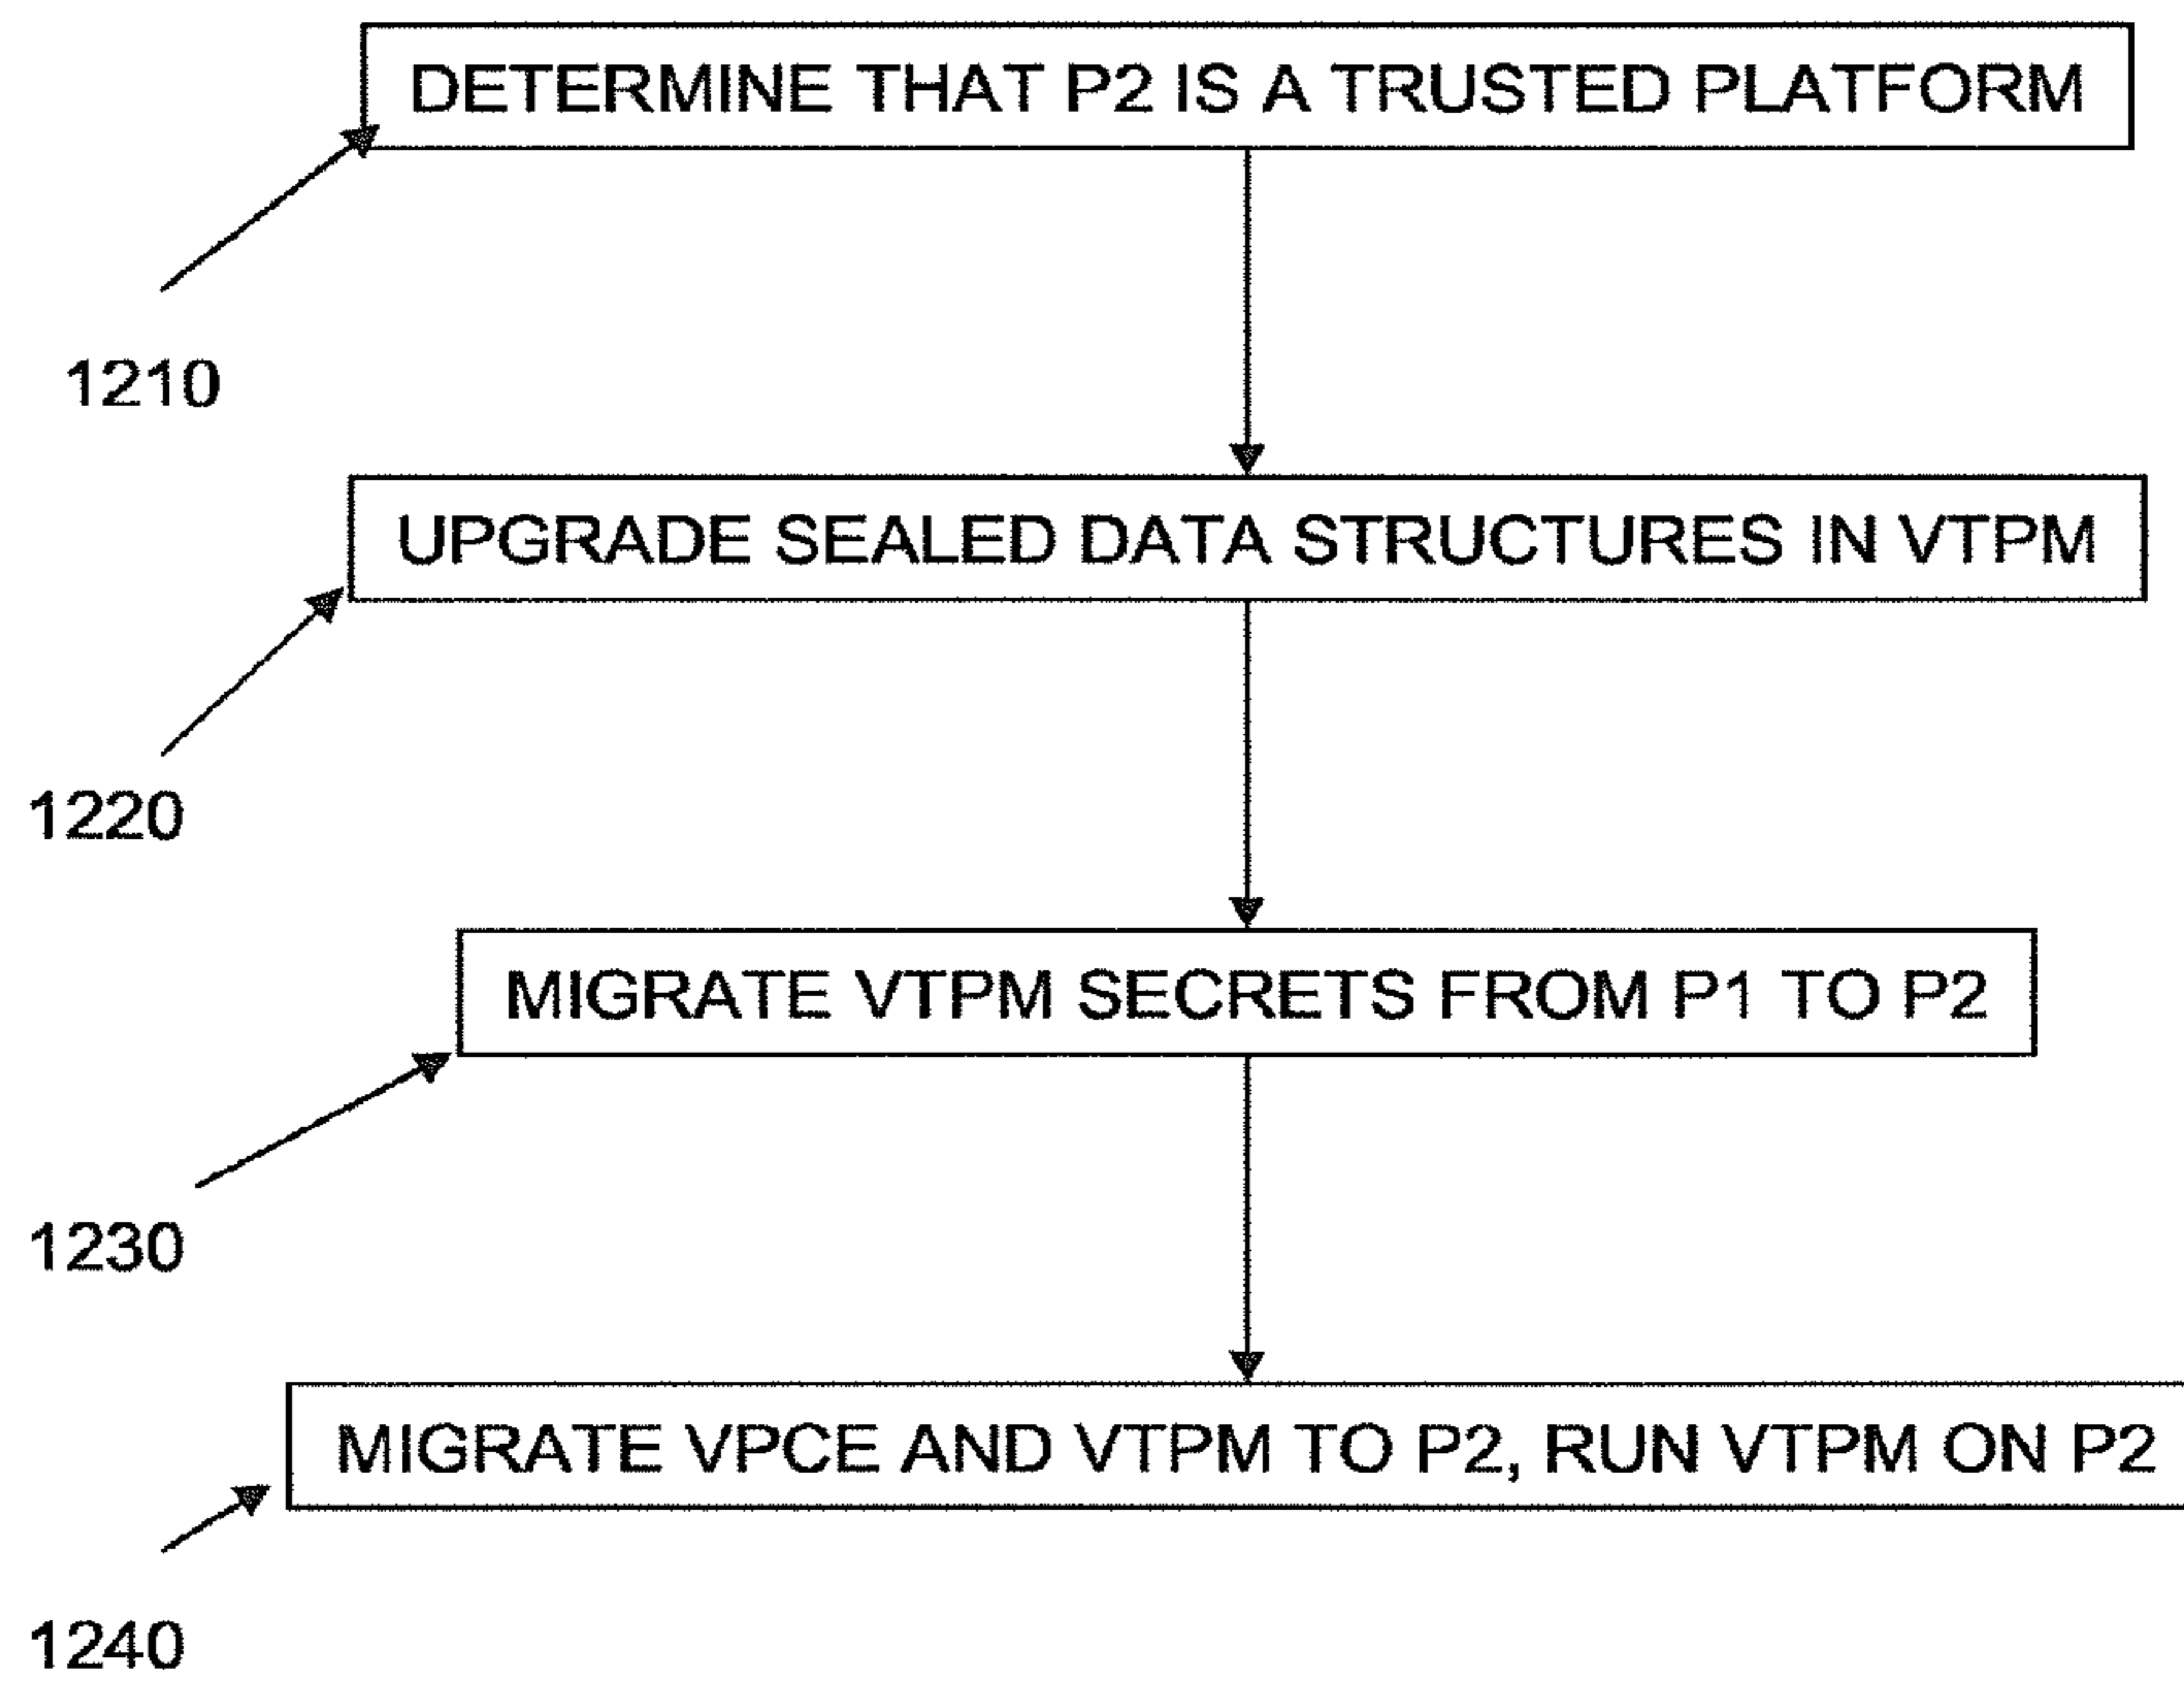 DETERMINE THAT P2 IS A TRUSTED PLATFORM
1210
UPGRADE SEALED DATA STRUCTURES IN VTPM
1220
MIGRATE VTPM SECRETS FROM P1 TO P2
1230
MIGRATE VPCE AND VTPM TO P2, RUN VTPM ON P2
1240